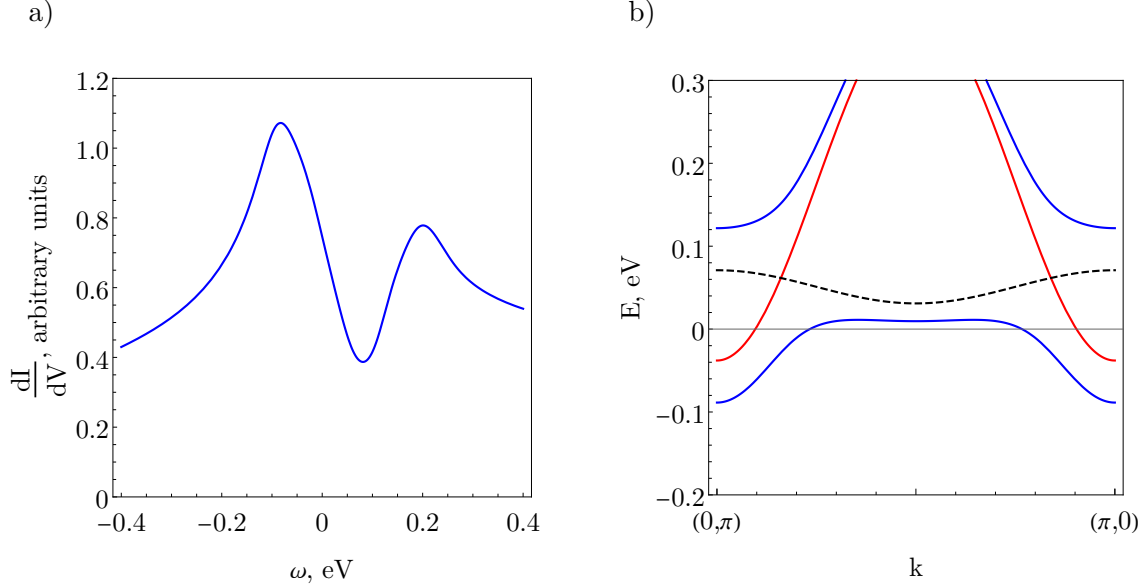 a)
1.2
1.0
0.8
0.6
0.4
0.2
0
−0.4
−0.2
0
0.2
0.4
dI
dV
, arbitrary units
ω, eV
b)
0.3
0.2
0.1
0
−0.1
−0.2
E, eV
(0,π)
(π,0)
k